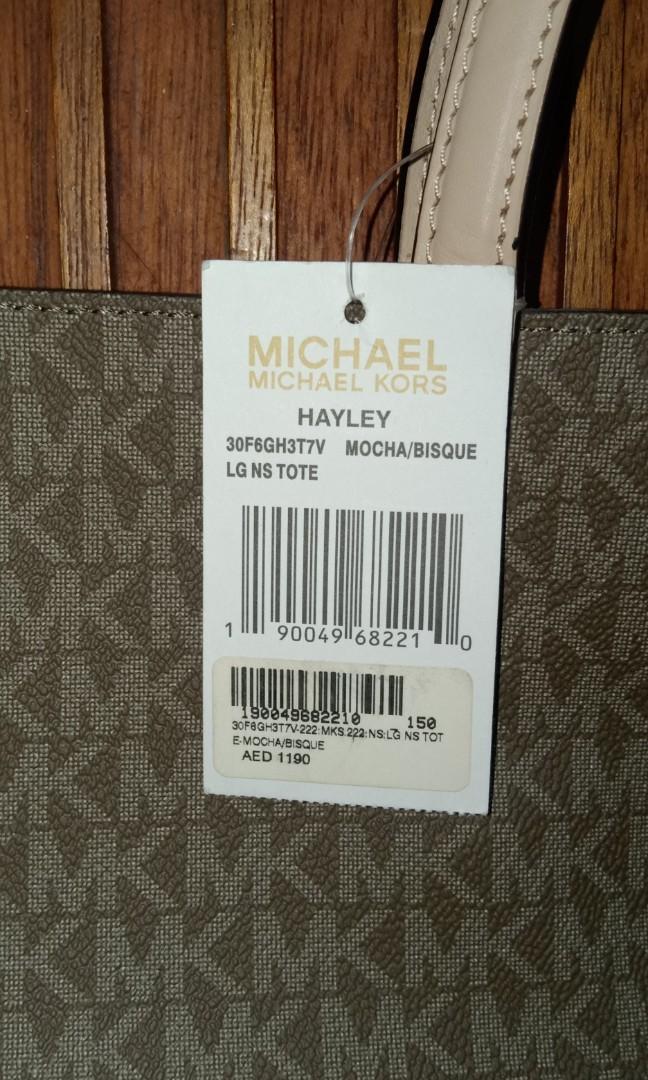 MICHAEL
MICHAEL KORS
HAYLEY
30F6GH3T7V MOCHA/BISQUE
LG NS TOTE
1 90049 68221 0
190049682210 150
30F6GH3T7V-222:MKS 222:NS:LG NS TOT
E-MOCHA/BISQUE
AED 1190